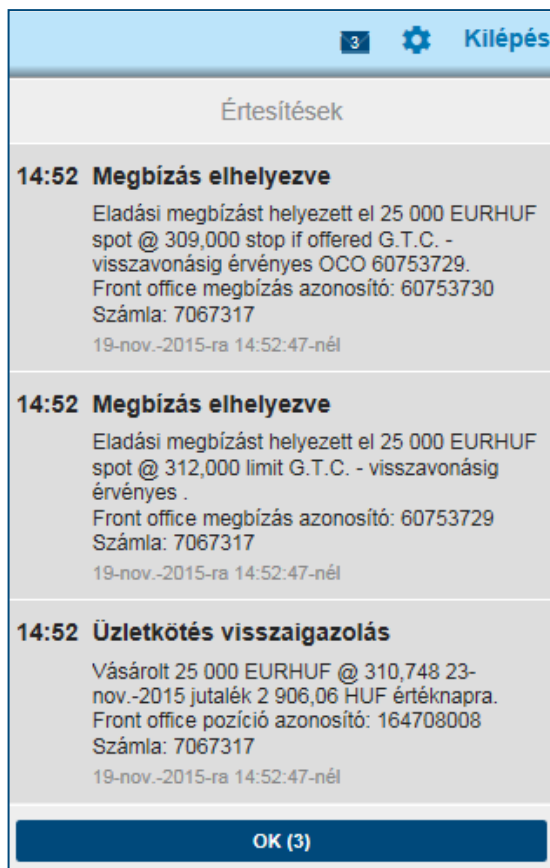 3 Kilépés
Értesítések
14:52 Megbízás elhelyezve
Eladási megbízást helyezett el 25 000 EURHUF
spot @ 309,000 stop if offered G.T.C. -
visszavonásig érvényes OCO 60753729.
Front office megbízás azonosító: 60753730
Számla: 7067317
19-nov.-2015-ra 14:52:47-nél
14:52 Megbízás elhelyezve
Eladási megbízást helyezett el 25 000 EURHUF
spot @ 312,000 limit G.T.C. - visszavonásig
érvényes .
Front office megbízás azonosító: 60753729
Számla: 7067317
19-nov.-2015-ra 14:52:47-nél
14:52 Üzletkötés visszaigazolás
Vásárolt 25 000 EURHUF @ 310,748 23-
nov.-2015 jutalék 2 906,06 HUF értéknapra.
Front office pozíció azonosító: 164708008
Számla: 7067317
19-nov.-2015-ra 14:52:47-nél
OK (3)